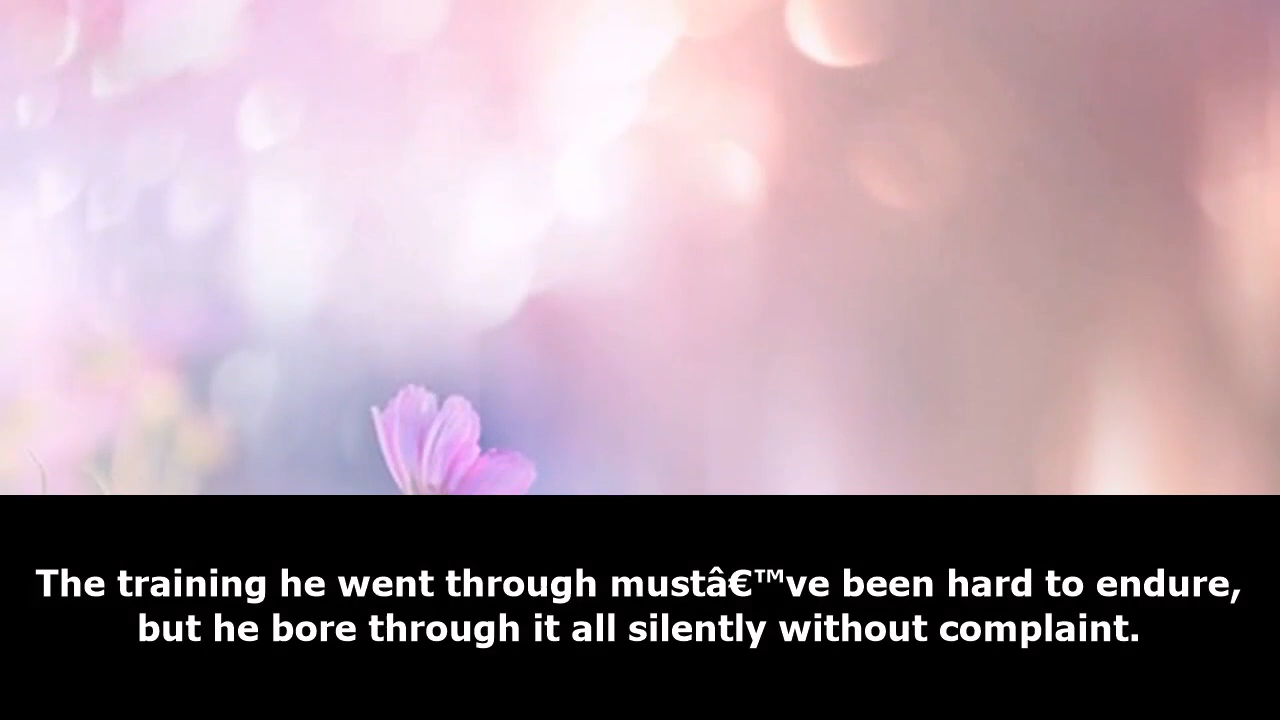 The training he went through mustâ€™ve been hard to endure,
but he bore through it all silently without complaint.